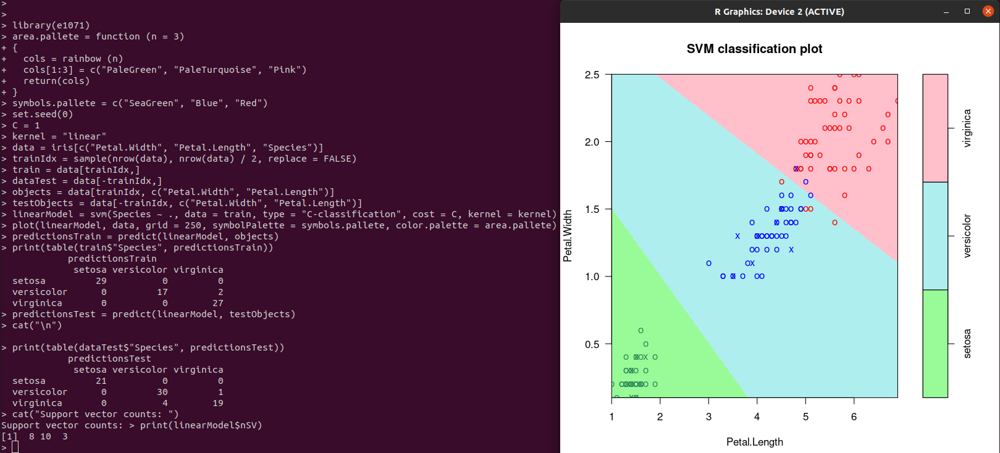 >
>
> library(e1071)
> area.pallete = function (n = 3)
+ {
+   cols = rainbow (n)
+   cols[1:3] = c("PaleGreen", "PaleTurquoise", "Pink")
+   return(cols)
+ }
> symbols.pallete = c("SeaGreen", "Blue", "Red")
> set.seed(0)
> C = 1
> kernel = "linear"
> data = iris[c("Petal.Width", "Petal.Length", "Species")]
> trainIdx = sample(nrow(data), nrow(data) / 2, replace = FALSE)
> train = data[trainIdx,]
> dataTest = data[-trainIdx,]
> objects = data[trainIdx, c("Petal.Width", "Petal.Length")]
> testObjects = data[-trainIdx, c("Petal.Width", "Petal.Length")]
> linearModel = svm(Species ~ ., data = train, type = "C-classification", cost = C, kernel = kernel)
> plot(linearModel, data, grid = 250, symbolPalette = symbols.pallete, color.palette = area.pallete)
> predictionsTrain = predict(linearModel, objects)
> print(table(train$"Species", predictionsTrain))
            predictionsTrain
             setosa versicolor virginica
  setosa         29          0         0
  versicolor      0         17         2
  virginica       0          0        27
> predictionsTest = predict(linearModel, testObjects)
> cat("\n")

> print(table(dataTest$"Species", predictionsTest))
            predictionsTest
             setosa versicolor virginica
  setosa         21          0         0
  versicolor      0         30         1
  virginica       0          4        19
> cat("Support vector counts: ")
Support vector counts: > print(linearModel$nSV)
[1]  8 10  3
>
R Graphics: Device 2 (ACTIVE)
SVM classification plot
2.5
2.0
1.5
1.0
0.5
Petal.Width
1 2 3 4 5 6
Petal.Length
virginica
versicolor
setosa